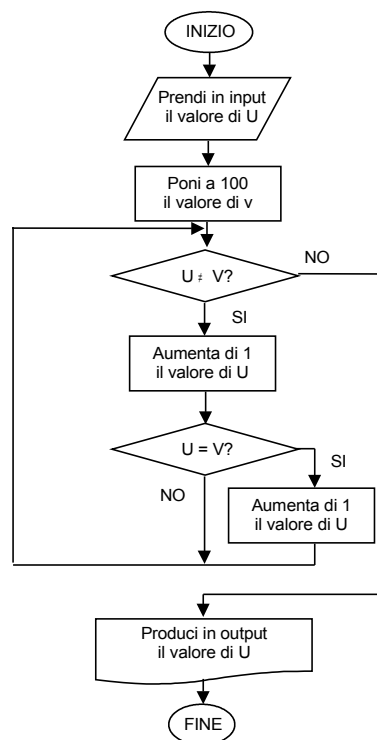 INIZIO
Prendi in input
il valore di U
Poni a 100
il valore di v
U ≠ V?
NO
SI
Aumenta di 1
il valore di U
U = V?
SI
NO
Aumenta di 1
il valore di U
Produci in output
il valore di U
FINE